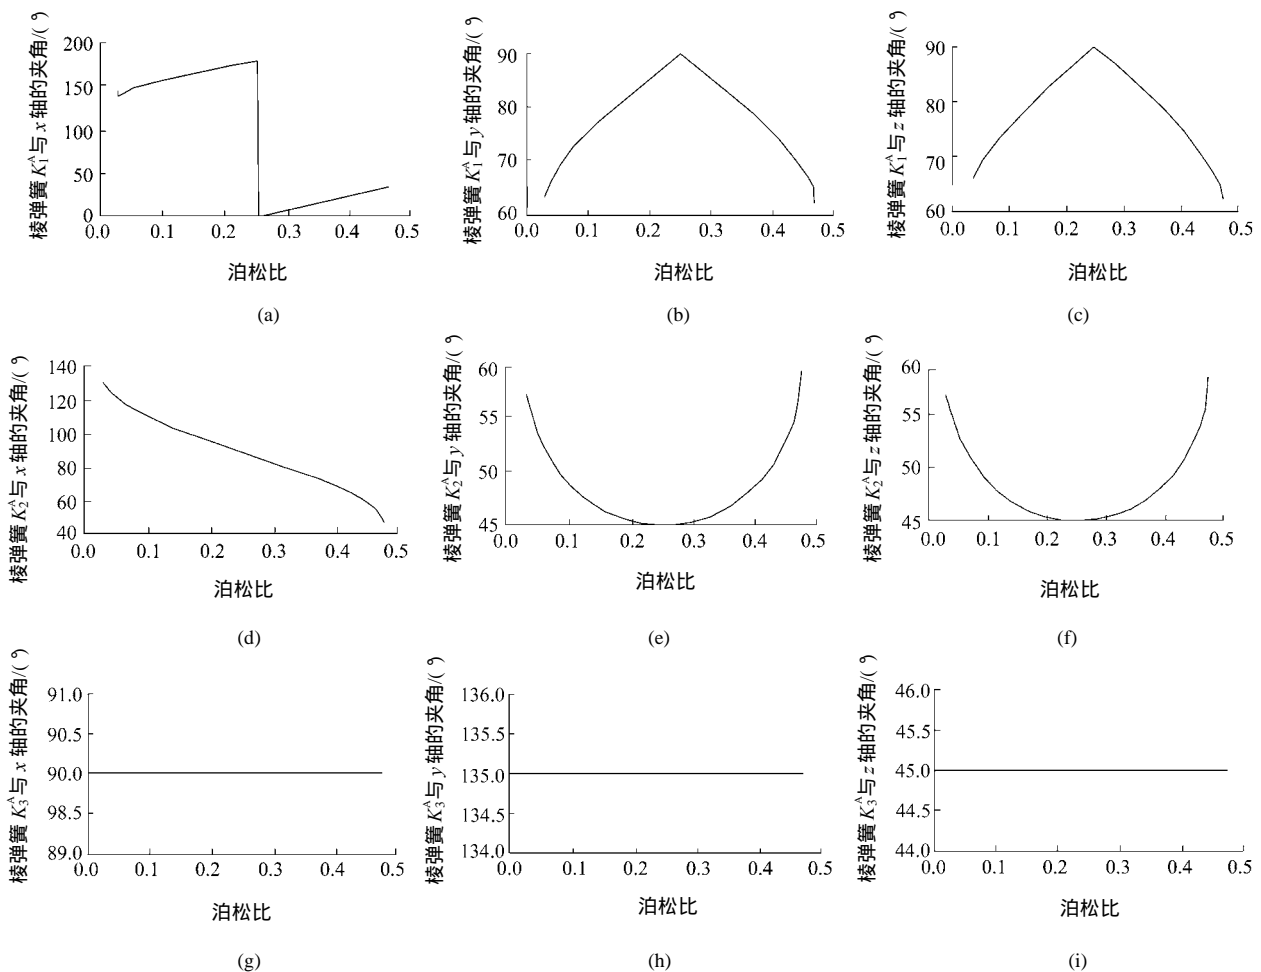 棱弹簧 K₁ᴬ 与 x 轴的夹角/(°)
200
150
100
50
0
0.0 0.1 0.2 0.3 0.4 0.5
泊松比
(a)
棱弹簧 K₁ᴬ 与 y 轴的夹角/(°)
90
80
70
60
0.0 0.1 0.2 0.3 0.4 0.5
泊松比
(b)
棱弹簧 K₁ᴬ 与 z 轴的夹角/(°)
90
80
70
60
0.0 0.1 0.2 0.3 0.4 0.5
泊松比
(c)
棱弹簧 K₂ᴬ 与 x 轴的夹角/(°)
140
120
100
80
60
40
0.0 0.1 0.2 0.3 0.4 0.5
泊松比
(d)
棱弹簧 K₂ᴬ 与 y 轴的夹角/(°)
60
55
50
45
0.0 0.1 0.2 0.3 0.4 0.5
泊松比
(e)
棱弹簧 K₂ᴬ 与 z 轴的夹角/(°)
60
55
50
45
0.0 0.1 0.2 0.3 0.4 0.5
泊松比
(f)
棱弹簧 K₃ᴬ 与 x 轴的夹角/(°)
91.0
90.5
90.0
98.5
89.0
0.0 0.1 0.2 0.3 0.4 0.5
泊松比
(g)
棱弹簧 K₃ᴬ 与 y 轴的夹角/(°)
136.0
135.5
135.0
134.5
134.0
0.0 0.1 0.2 0.3 0.4 0.5
泊松比
(h)
棱弹簧 K₃ᴬ 与 z 轴的夹角/(°)
46.0
45.5
45.0
44.5
44.0
0.0 0.1 0.2 0.3 0.4 0.5
泊松比
(i)